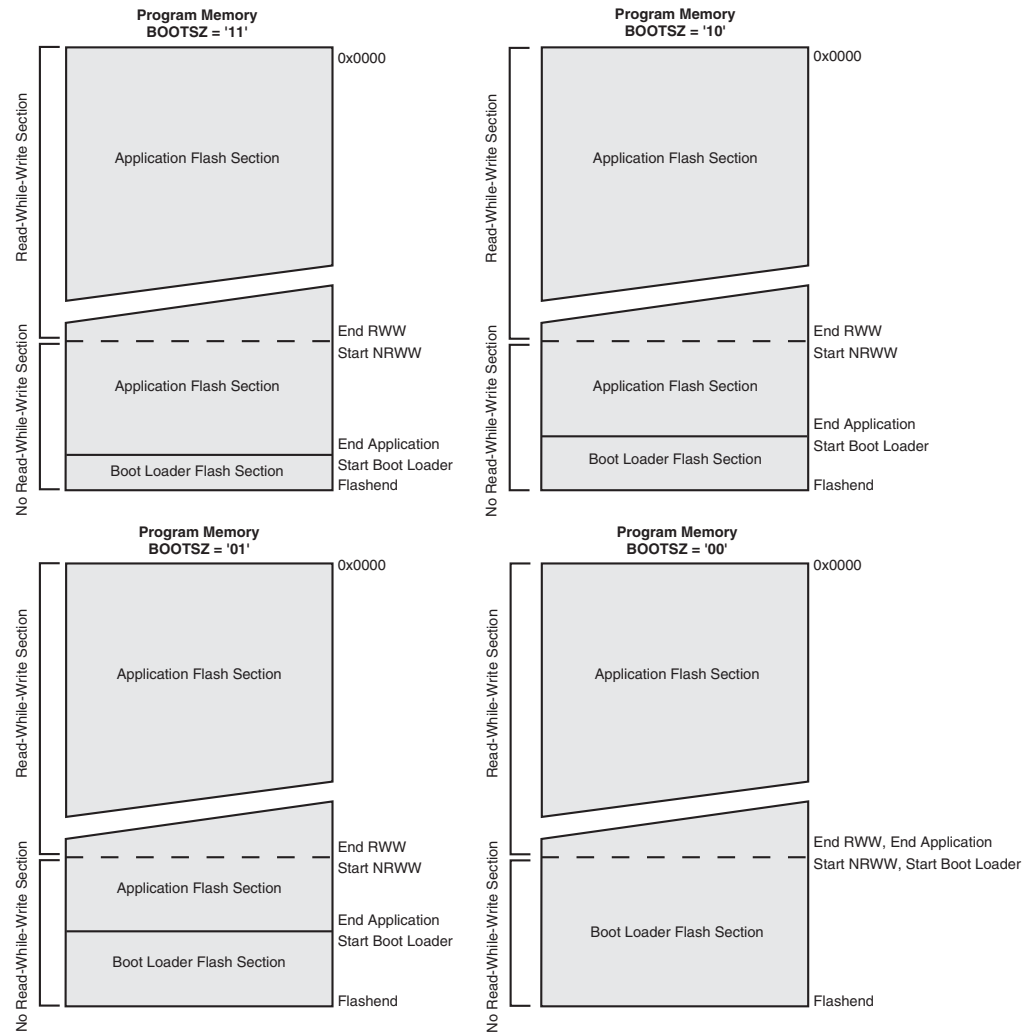 Program Memory
BOOTSZ = '11'
0x0000
Read-While-Write Section
Application Flash Section
End RWW
Start NRWW
No Read-While-Write Section
Application Flash Section
End Application
Start Boot Loader
Boot Loader Flash Section
Flashend
Program Memory
BOOTSZ = '10'
0x0000
Read-While-Write Section
Application Flash Section
End RWW
Start NRWW
No Read-While-Write Section
Application Flash Section
End Application
Start Boot Loader
Boot Loader Flash Section
Flashend
Program Memory
BOOTSZ = '01'
0x0000
Read-While-Write Section
Application Flash Section
End RWW
Start NRWW
No Read-While-Write Section
Application Flash Section
End Application
Start Boot Loader
Boot Loader Flash Section
Flashend
Program Memory
BOOTSZ = '00'
0x0000
Read-While-Write Section
Application Flash Section
End RWW, End Application
Start NRWW, Start Boot Loader
No Read-While-Write Section
Boot Loader Flash Section
Flashend